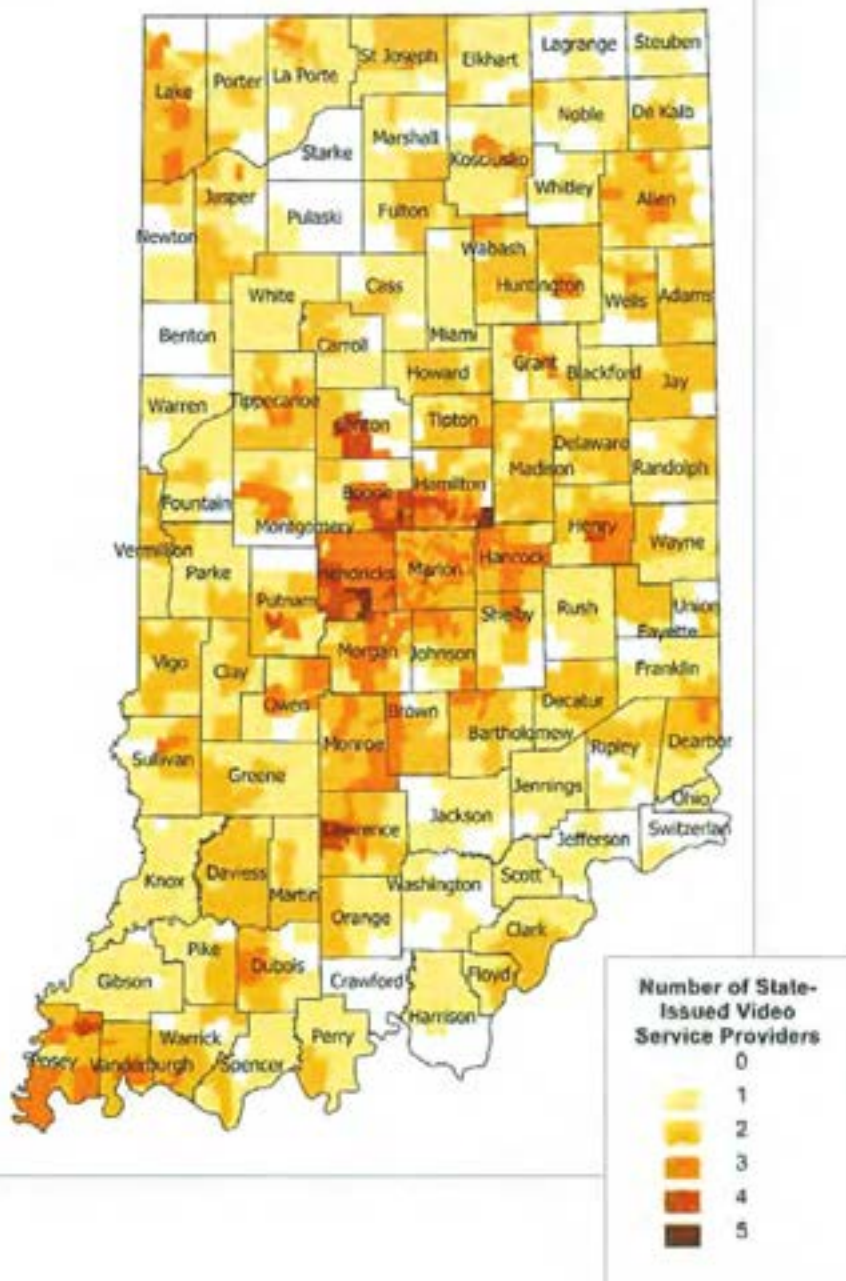 Lagrange
Steuben
St Joseph
Elkhart
La Porte
Porter
Lake
Noble
De Kalb
Marshall
Starke
Kosciusko
Whitley
Allen
Jasper
Pulaski
Fulton
Newton
Wabash
Huntington
White
Cass
Wells
Adams
Benton
Miami
Carroll
Grant
Blackford
Jay
Howard
Warren
Tippecanoe
Clinton
Tipton
Delaware
Madison
Randolph
Fountain
Boone
Hamilton
Montgomery
Henry
Wayne
Vermillion
Parke
Hendricks
Marion
Hancock
Putnam
Shelby
Rush
Union
Fayette
Vigo
Clay
Morgan
Johnson
Franklin
Owen
Brown
Decatur
Bartholomew
Monroe
Ripley
Dearbor
Sullivan
Greene
Jennings
Ohio
Jackson
Lawrence
Jefferson
Switzerlan
Knox
Daviess
Martin
Washington
Scott
Orange
Clark
Pike
Dubois
Gibson
Crawford
Floyd
Harrison
Warrick
Perry
Posey
Vanderburgh
Spencer
Number of State-
Issued Video
Service Providers
0
1
2
3
4
5